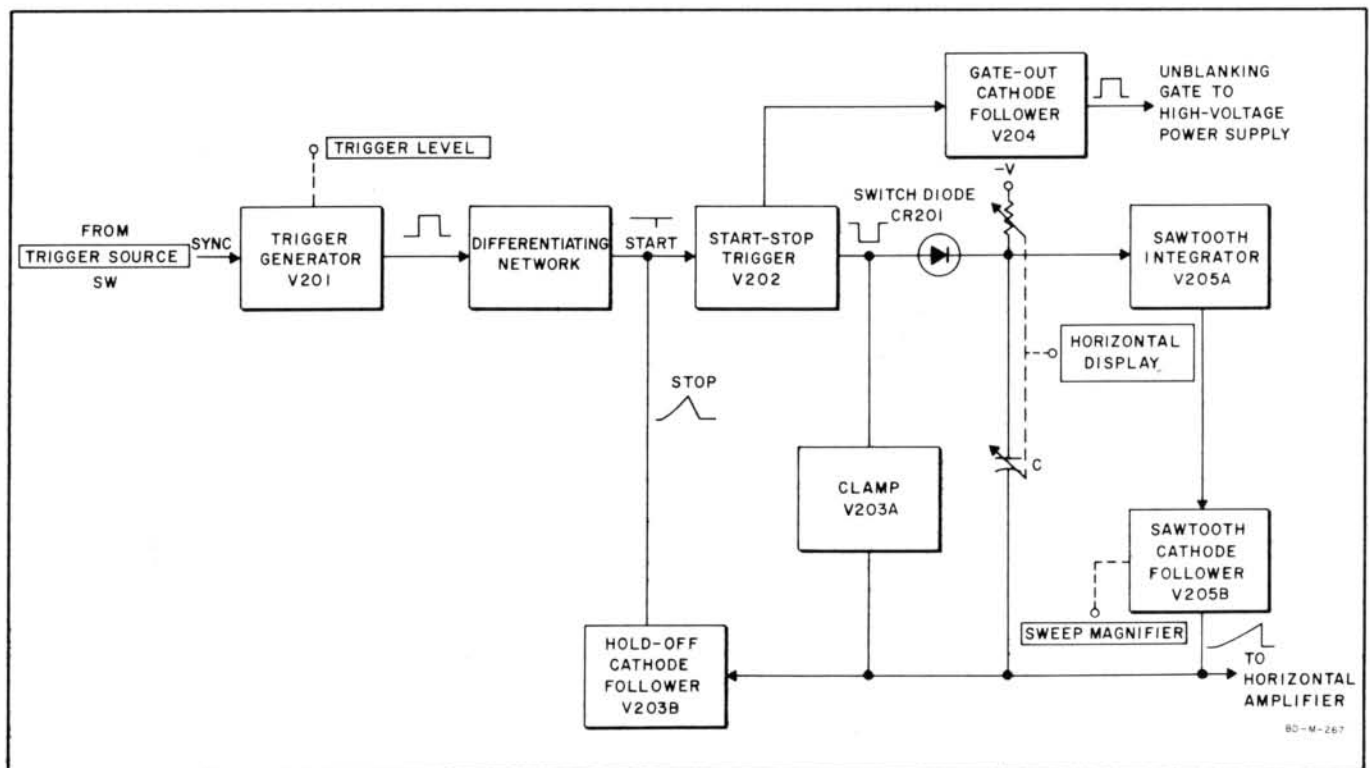 GATE-OUT
CATHODE
FOLLOWER
V204
UNBLANKING
GATE TO
HIGH-VOLTAGE
POWER SUPPLY
TRIGGER LEVEL
-V
SWITCH DIODE
CR201
FROM
TRIGGER SOURCE
SW
SYNC
TRIGGER
GENERATOR
V201
DIFFERENTIATING
NETWORK
START
START-STOP
TRIGGER
V202
SAWTOOTH
INTEGRATOR
V205A
HORIZONTAL
DISPLAY
STOP
C
CLAMP
V203A
SAWTOOTH
CATHODE
FOLLOWER
V205B
SWEEP MAGNIFIER
HOLD-OFF
CATHODE
FOLLOWER
V203B
TO
HORIZONTAL
AMPLIFIER
BD-M-267